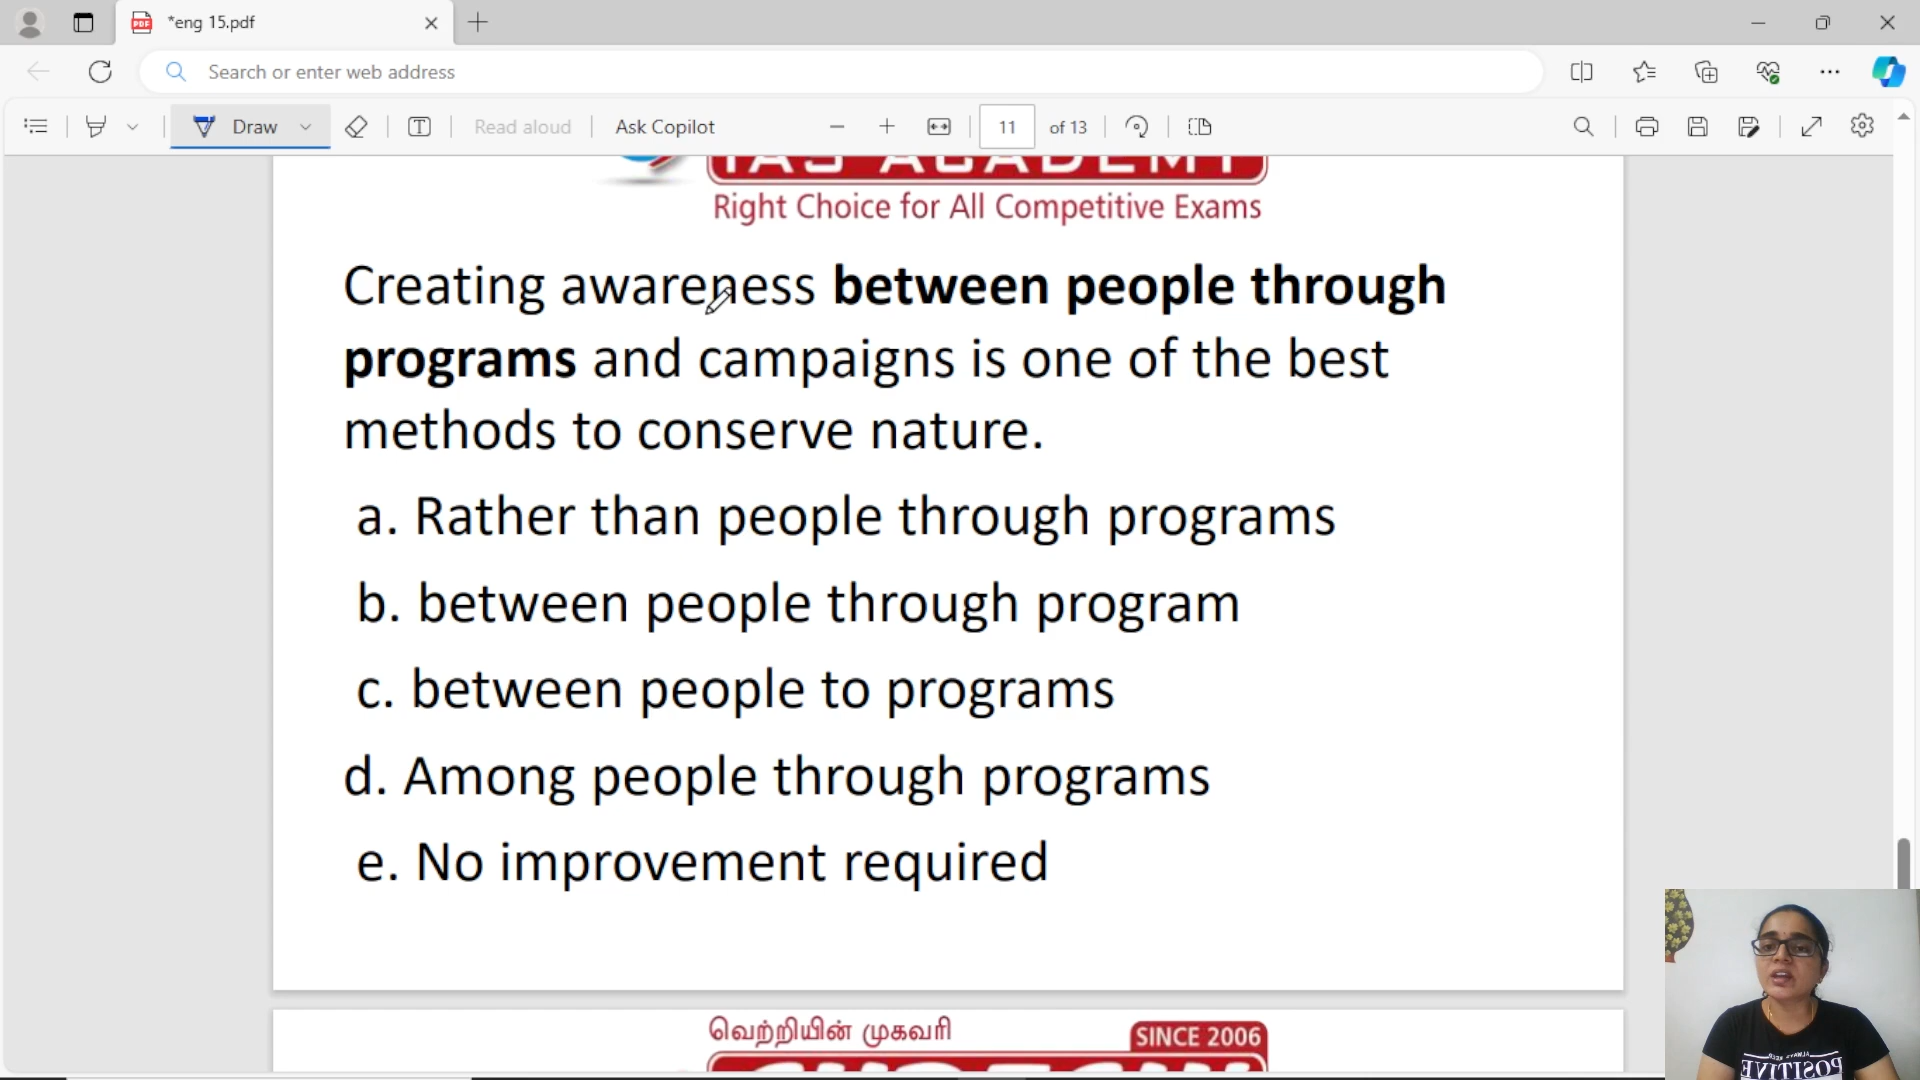 *eng 15.pdf
Search or enter web address
Draw
Read aloud
Ask Copilot
11 of 13
IAS ACADEMY
Right Choice for All Competitive Exams
Creating awareness between people through
programs and campaigns is one of the best
methods to conserve nature.
a. Rather than people through programs
b. between people through program
c. between people to programs
d. Among people through programs
e. No improvement required
வெற்றியின் முகவரி
SINCE 2006
POSITIVE